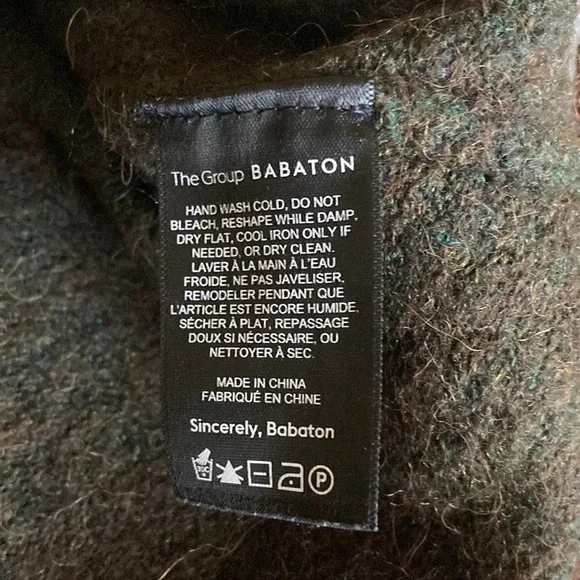 The Group BABATON
HAND WASH COLD, DO NOT
BLEACH, RESHAPE WHILE DAMP,
DRY FLAT, COOL IRON ONLY IF
NEEDED, OR DRY CLEAN.
LAVER À LA MAIN À L'EAU
FROIDE, NE PAS JAVELISER,
REMODELER PENDANT QUE
L'ARTICLE EST ENCORE HUMIDE.
SÉCHER À PLAT, REPASSAGE
DOUX SI NÉCESSAIRE, OU
NETTOYER À SEC.
MADE IN CHINA
FABRIQUÉ EN CHINE
Sincerely, Babaton
30C P